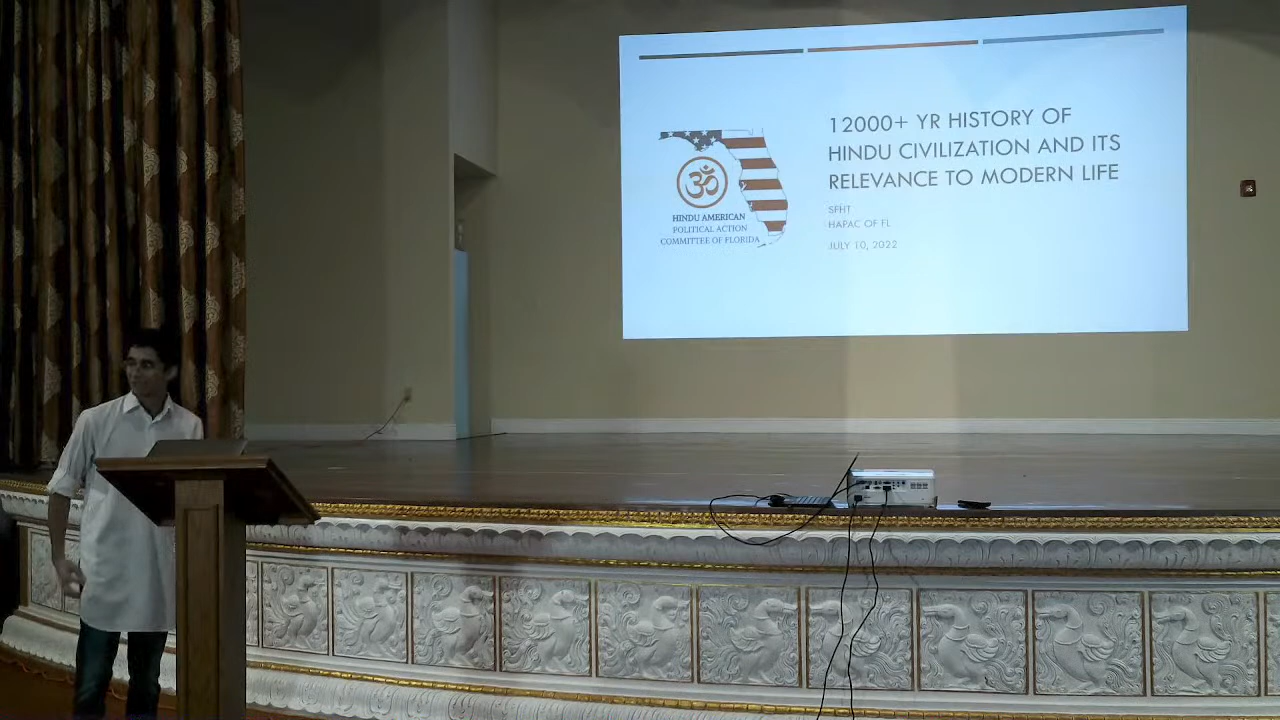 12000+ YR HISTORY OF
HINDU CIVILIZATION AND ITS
RELEVANCE TO MODERN LIFE
SFHT
HAPAC OF FL
JULY 10, 2022
ॐ
HINDU AMERICAN
POLITICAL ACTION
COMMITTEE OF FLORIDA